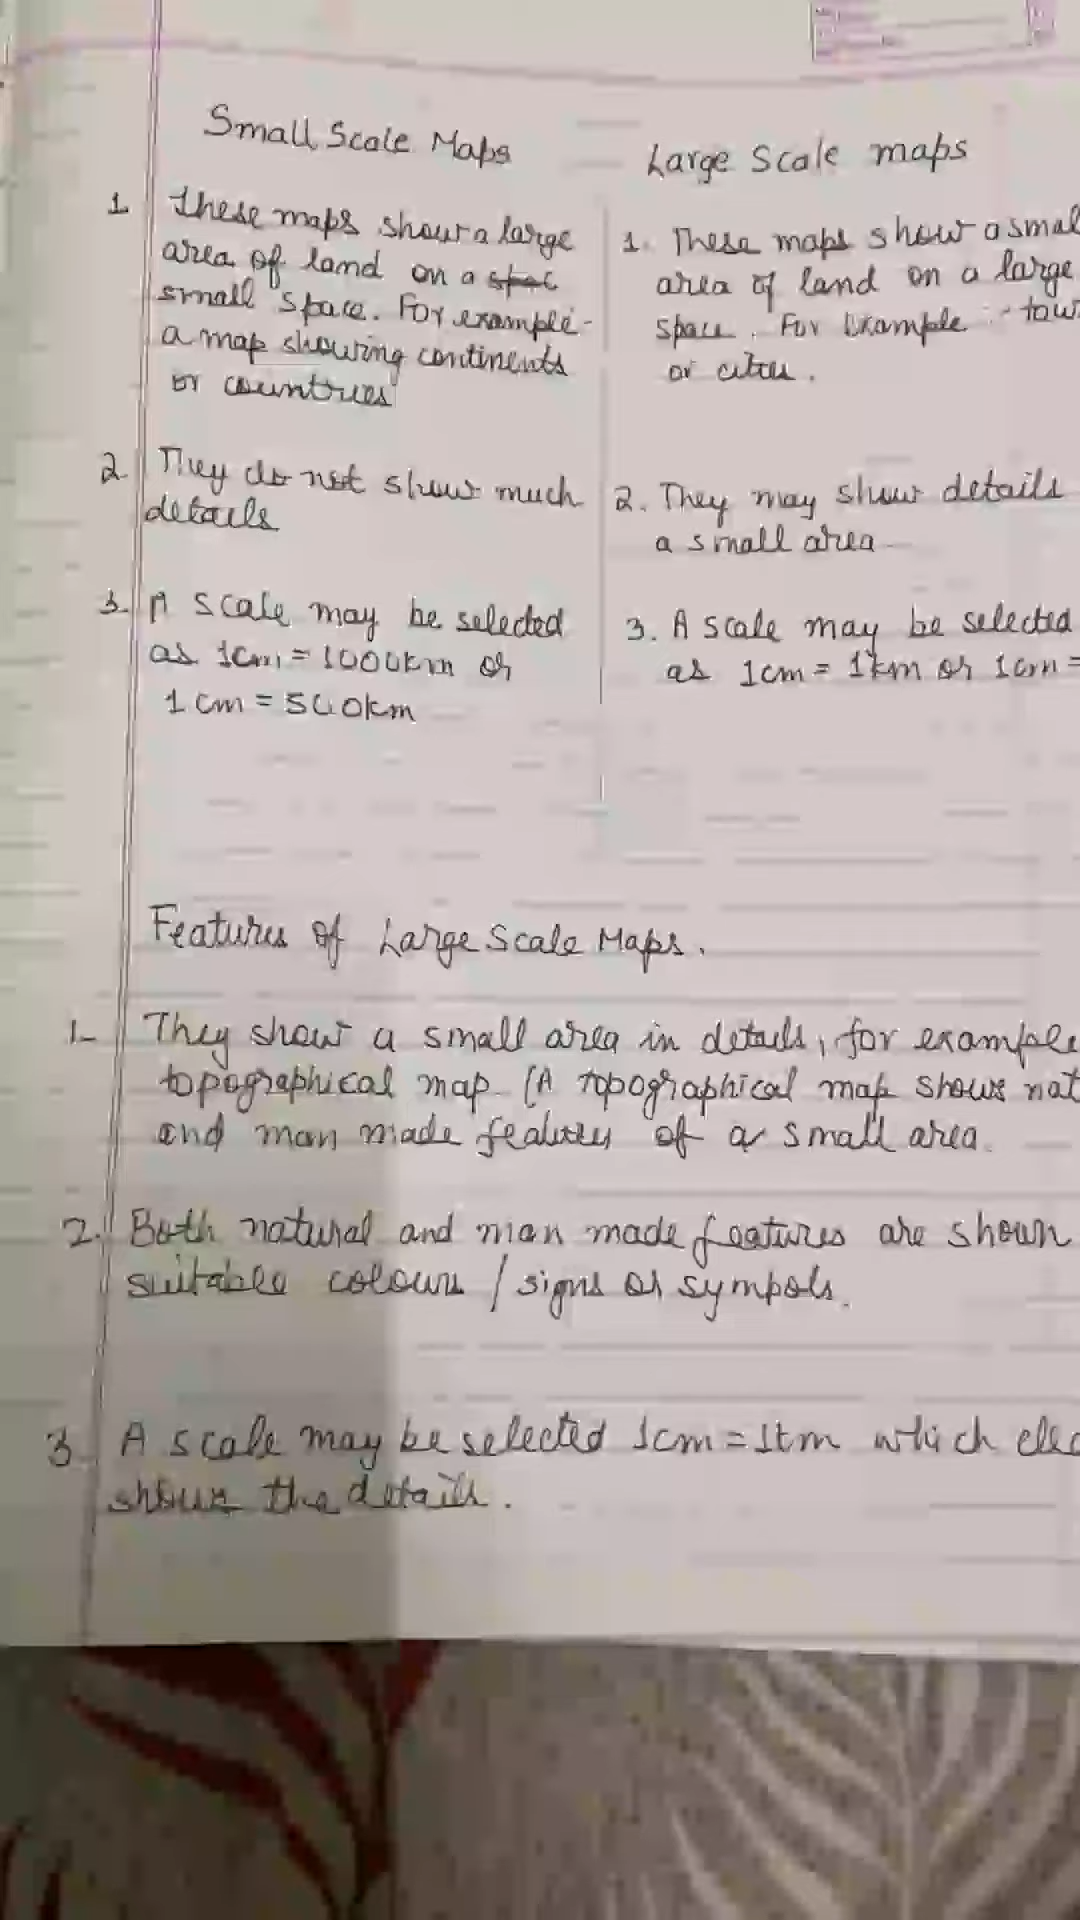 Small Scale Maps
1 These maps show a large
area of land on a
small space. For example-
a map showing continents
or countries
2 They do not show much
details
3. A scale may be selected
as 1cm = 1000km or
1 cm = 500km
Large Scale maps
1. These maps show a smal
area of land on a large
space. For Example :- tow
or cities.
2. They may show details
a small area
3. A scale may be selected
as 1cm = 1km or 1cm =
Features of Large Scale Maps.
1- They show a small area in details, for example
topographical map. (A topographical map shows nat
and man made features of a small area.
2. Both natural and man made features are shown
suitable colours / signs or symbols.
3. A scale may be selected 1cm = 1km which clea
shows the details.